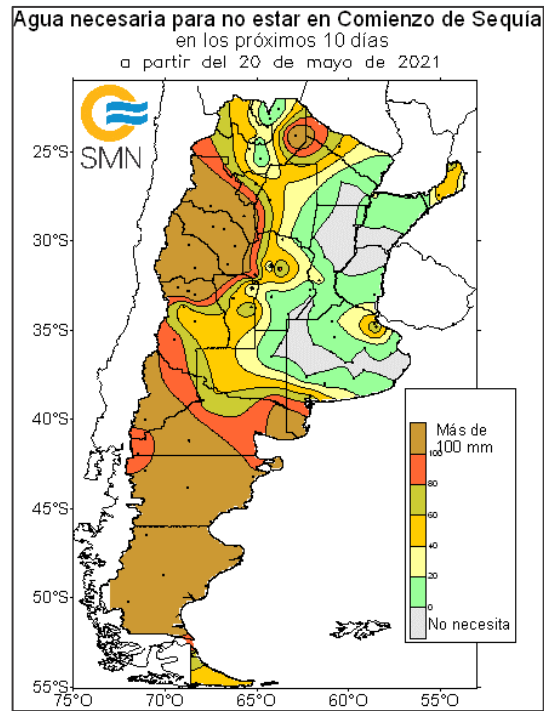 Agua necesaria para no estar en Comienzo de Sequía
en los próximos 10 días
a partir del 20 de mayo de 2021
SMN
25°S
30°S
35°S
40°S
45°S
50°S
55°S
75°O
70°O
65°O
60°O
55°O
Más de
100 mm
100
80
60
40
20
0
No necesita